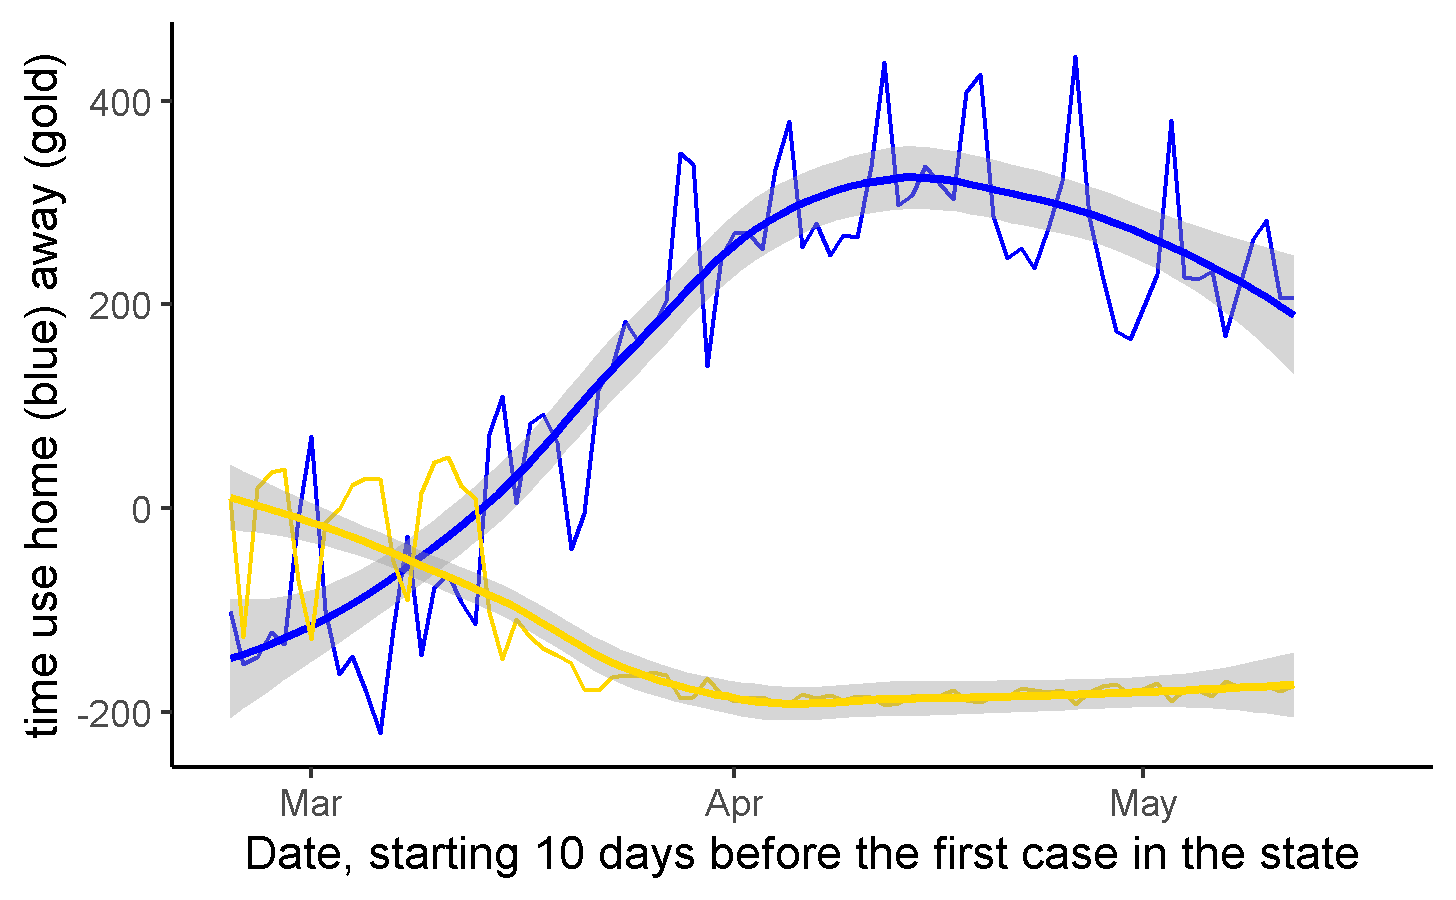 time use home (blue) away (gold)
400
200
0
-200
Mar
Apr
May
Date, starting 10 days before the first case in the state